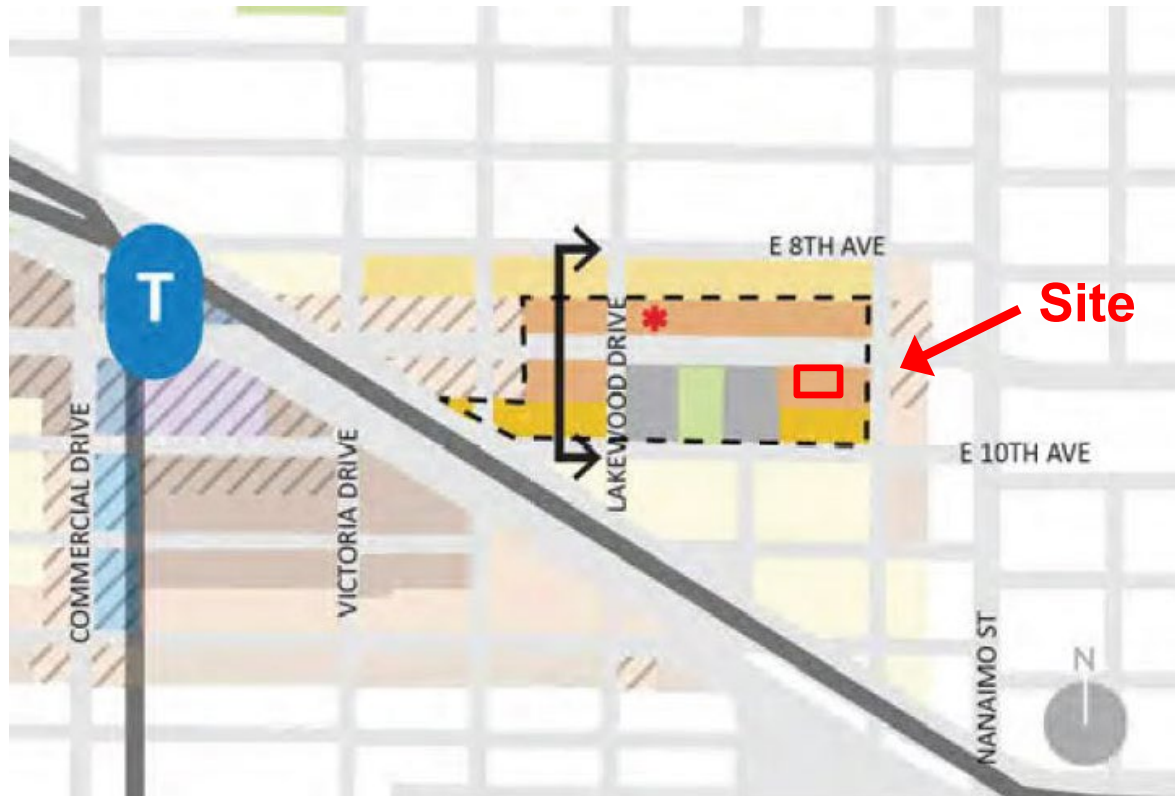 E 8TH AVE
T
Site
LAKEWOOD DRIVE
COMMERCIAL DRIVE
VICTORIA DRIVE
E 10TH AVE
NANAIMO ST
N